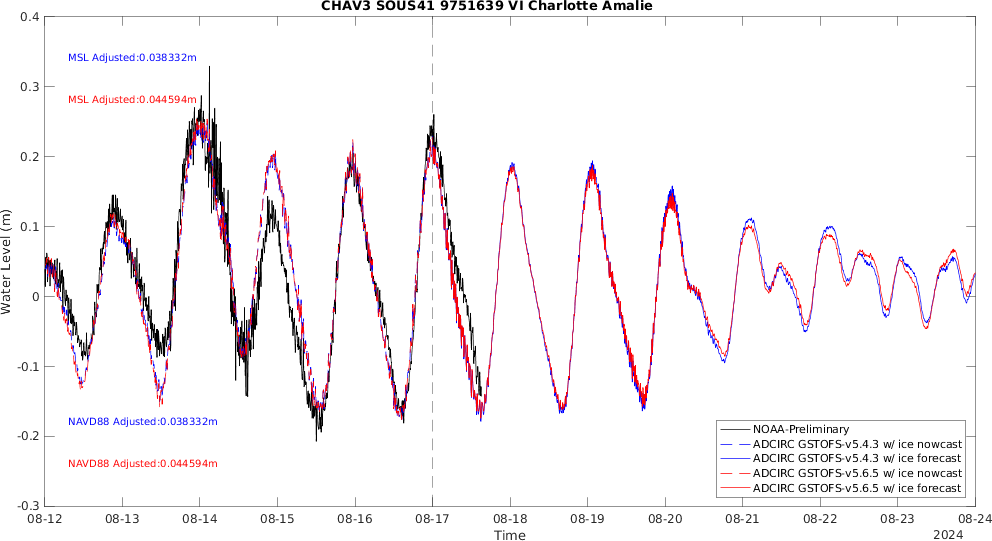 CHAV3 SOUS41 9751639 VI Charlotte Amalie
0.4
0.3
0.2
0.1
0
-0.1
-0.2
-0.3
Water Level (m)
MSL Adjusted:0.038332m
MSL Adjusted:0.044594m
NAVD88 Adjusted:0.038332m
NAVD88 Adjusted:0.044594m
NOAA-Preliminary
ADCIRC GSTOFS-v5.4.3 w/ ice nowcast
ADCIRC GSTOFS-v5.4.3 w/ ice forecast
ADCIRC GSTOFS-v5.6.5 w/ ice nowcast
ADCIRC GSTOFS-v5.6.5 w/ ice forecast
08-12 08-13 08-14 08-15 08-16 08-17 08-18 08-19 08-20 08-21 08-22 08-23 08-24
Time
2024